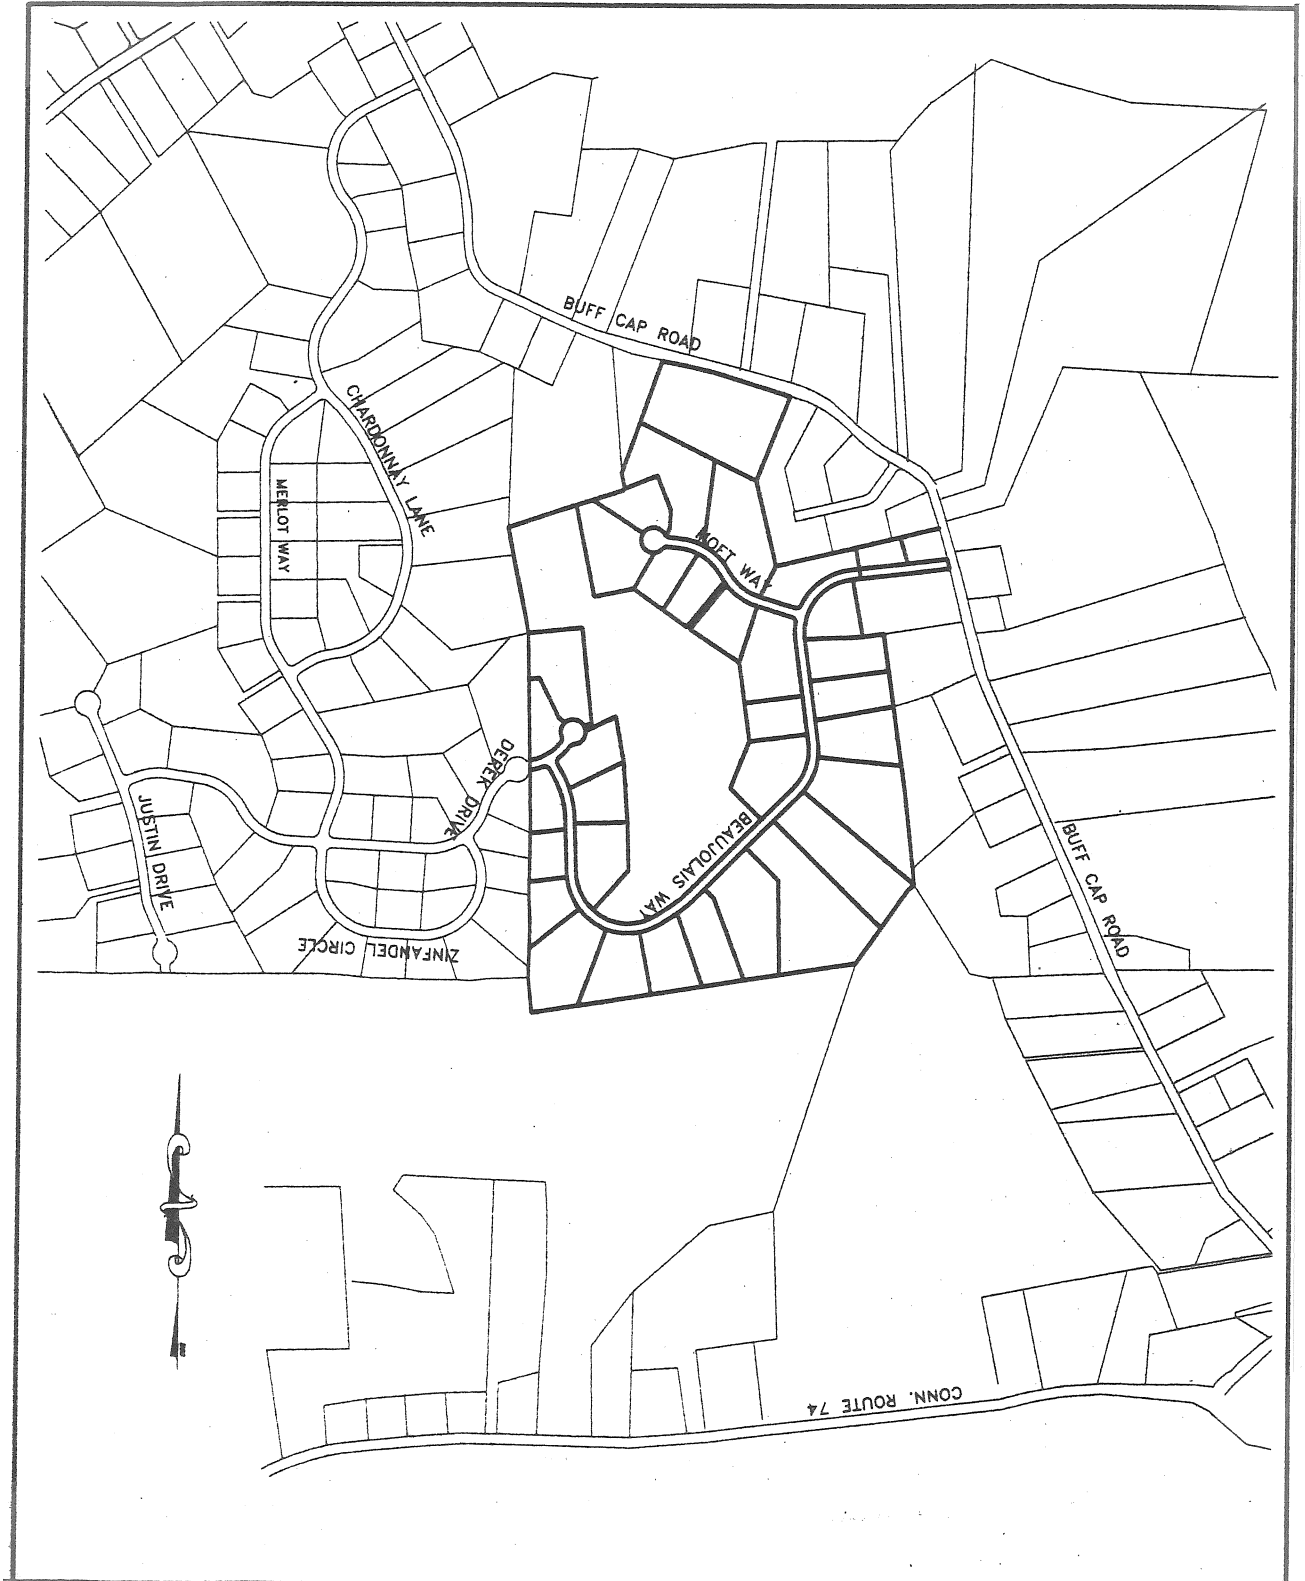 BUFF CAP ROAD
CHARDONNAY LANE
MERLOT WAY
WAY
DEREK DRIVE
JUSTIN DRIVE
BEAUJOLAIS WAY
BUFF CAP ROAD
ZINFANDEL CIRCLE
CONN. ROUTE 74